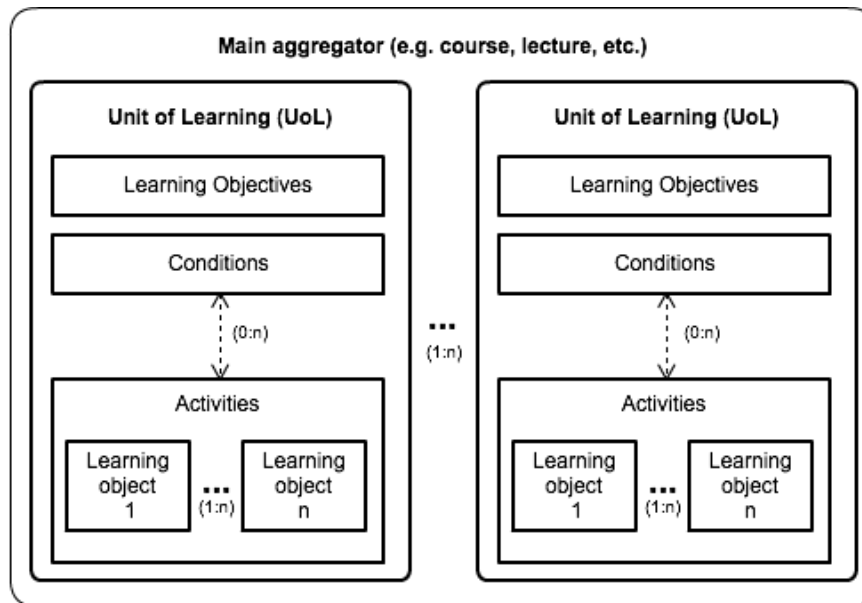 Main aggregator (e.g. course, lecture, etc.)
Unit of Learning (UoL)
Learning Objectives
Conditions
(0:n)
Activities
Learning
object
1
...
(1:n)
Learning
object
n
...
(1:n)
Unit of Learning (UoL)
Learning Objectives
Conditions
(0:n)
Activities
Learning
object
1
...
(1:n)
Learning
object
n